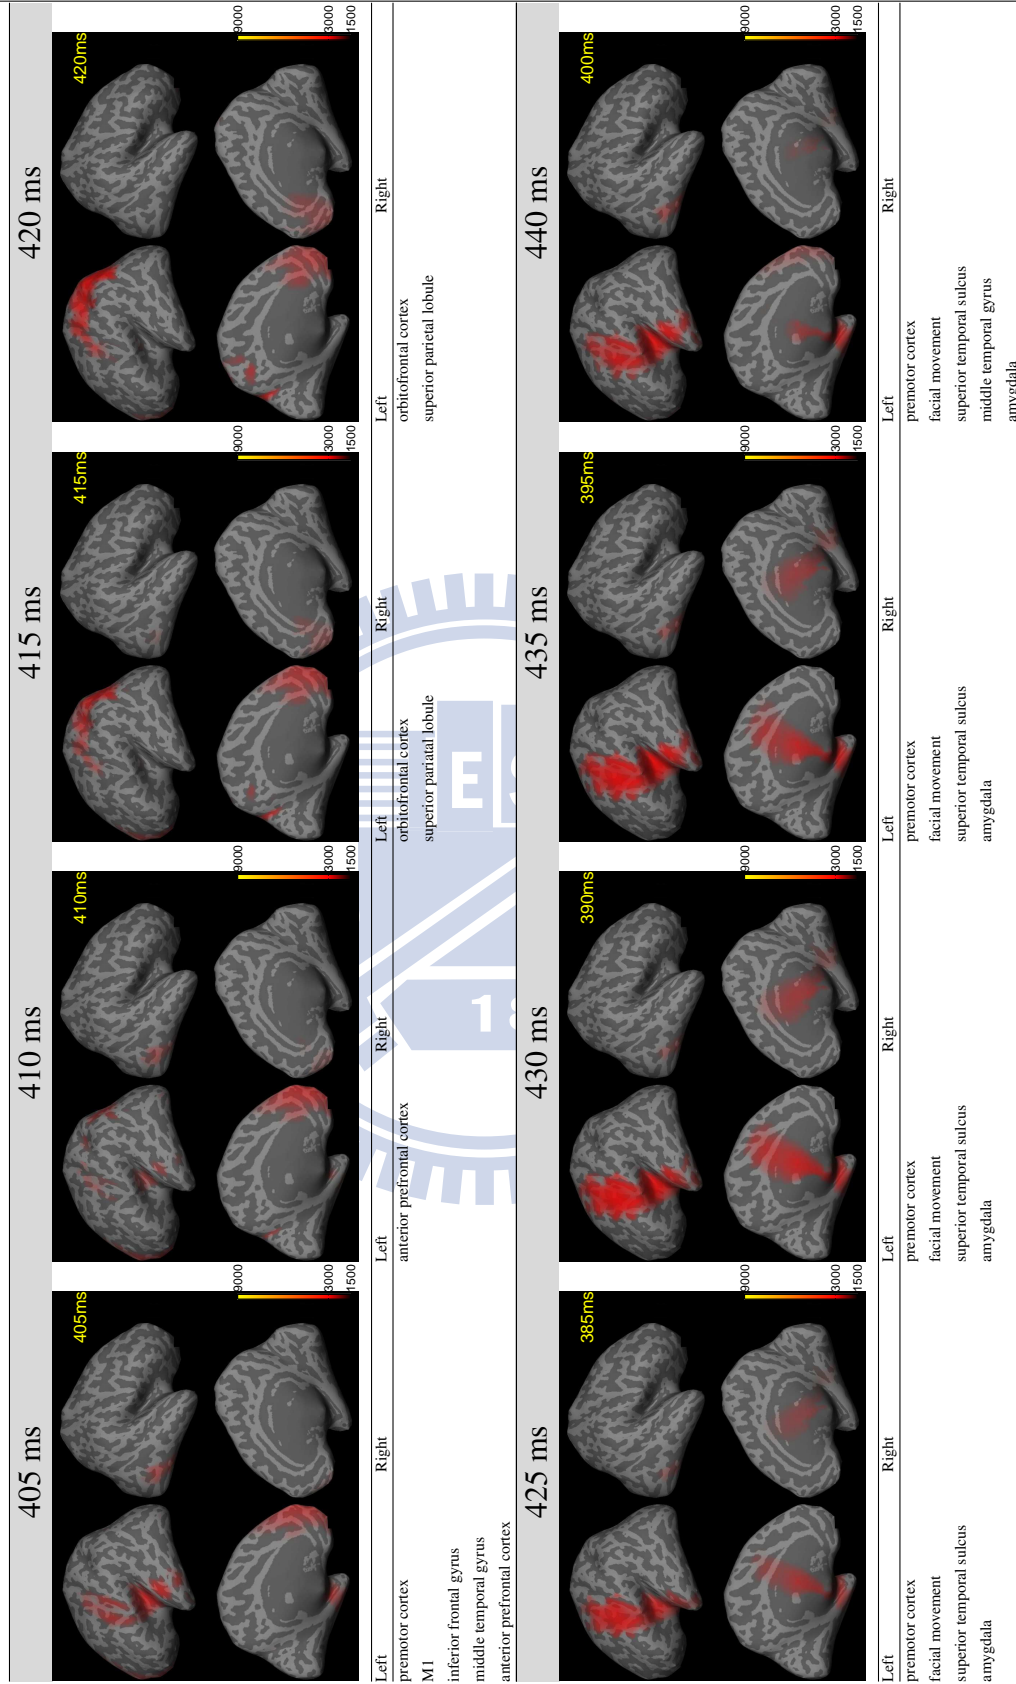 405 ms
410 ms
415 ms
420 ms
405ms
9000
3000
1500
410ms
9000
3000
1500
415ms
9000
3000
1500
420ms
9000
3000
1500
Left Right
premotor cortex
M1
inferior frontal gyrus
middle temporal gyrus
anterior prefrontal cortex
Left Right
anterior prefrontal cortex
Left Right
orbitofrontal cortex
superior pariatal lobule
Left Right
orbitofrontal cortex
superior parietal lobule
E S
18
425 ms
430 ms
435 ms
440 ms
385ms
9000
3000
1500
390ms
9000
3000
1500
395ms
9000
3000
1500
400ms
9000
3000
1500
Left Right
premotor cortex
facial movement
superior temporal sulcus
amygdala
Left Right
premotor cortex
facial movement
superior temporal sulcus
amygdala
Left Right
premotor cortex
facial movement
superior temporal sulcus
amygdala
Left Right
premotor cortex
facial movement
superior temporal sulcus
middle temporal gyrus
amygdala